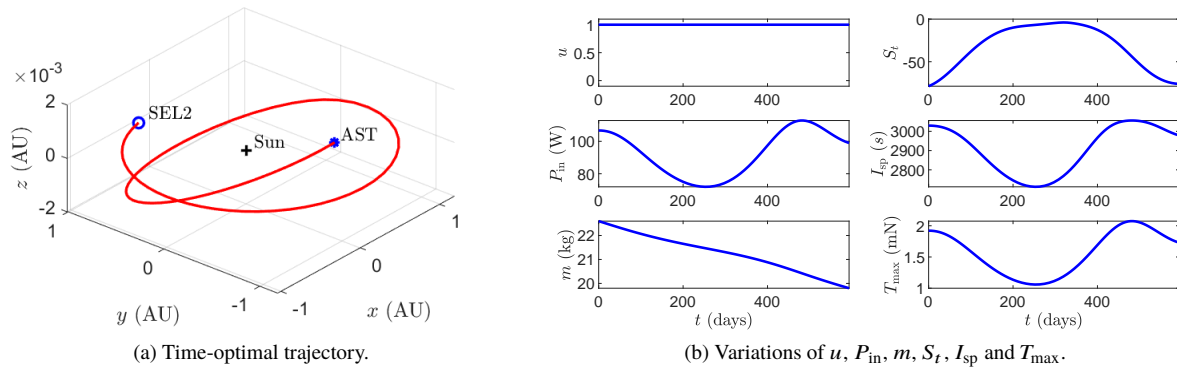 ×10⁻³
2
0
-2
z (AU)
SEL2
Sun
AST
1
0
-1
y (AU)
-1
0
1
x (AU)
(a) Time-optimal trajectory.
1
0.5
0
u
0 200 400
0
-50
S_t
0 200 400
100
80
P_in (W)
0 200 400
3000
2900
2800
I_sp (s)
0 200 400
22
21
20
m (kg)
0 200 400
t (days)
2
1.5
1
T_max (mN)
0 200 400
t (days)
(b) Variations of u, P_in, m, S_t, I_sp and T_max.